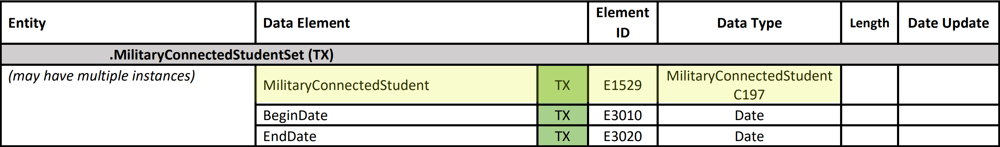 Entity Data Element Element ID Data Type Length Date Update
.MilitaryConnectedStudentSet (TX)
(may have multiple instances) MilitaryConnectedStudent TX E1529 MilitaryConnectedStudent C197
BeginDate TX E3010 Date
EndDate TX E3020 Date